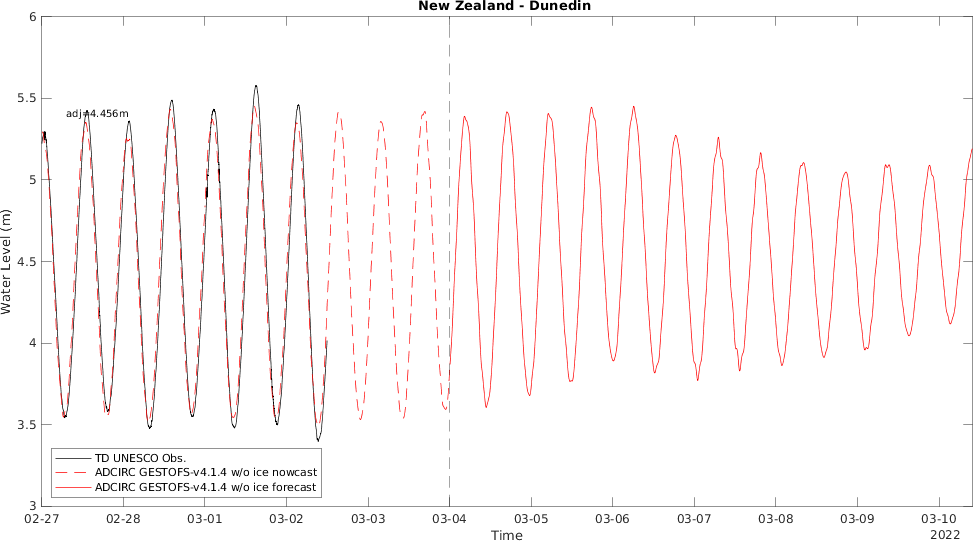 New Zealand - Dunedin
6
5.5
5
4.5
4
3.5
3
Water Level (m)
adj=4.456m
TD UNESCO Obs.
ADCIRC GESTOFS-v4.1.4 w/o ice nowcast
ADCIRC GESTOFS-v4.1.4 w/o ice forecast
02-27 02-28 03-01 03-02 03-03 03-04 03-05 03-06 03-07 03-08 03-09 03-10
2022
Time